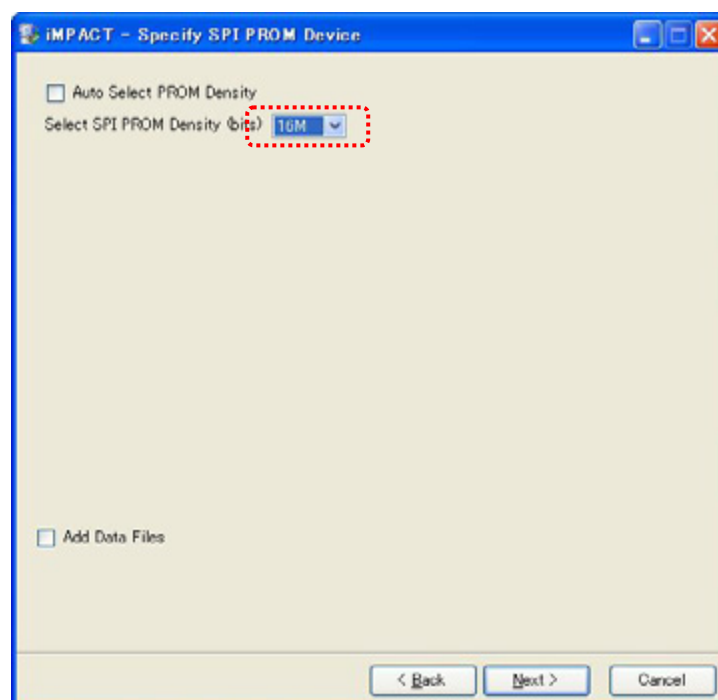 iMPACT - Specify SPI PROM Device
Auto Select PROM Density
Select SPI PROM Density (bits) 16M
Add Data Files
< Back Next > Cancel